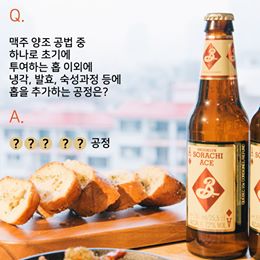 Q.
맥주 양조 공법 중
하나로 초기에
투여하는 홉 이외에
냉각, 발효, 숙성과정 등에
홉을 추가하는 공정은?
A.
? ? ? ? ? 공정
BROOKLYN
SORACHI
ACE
B
A